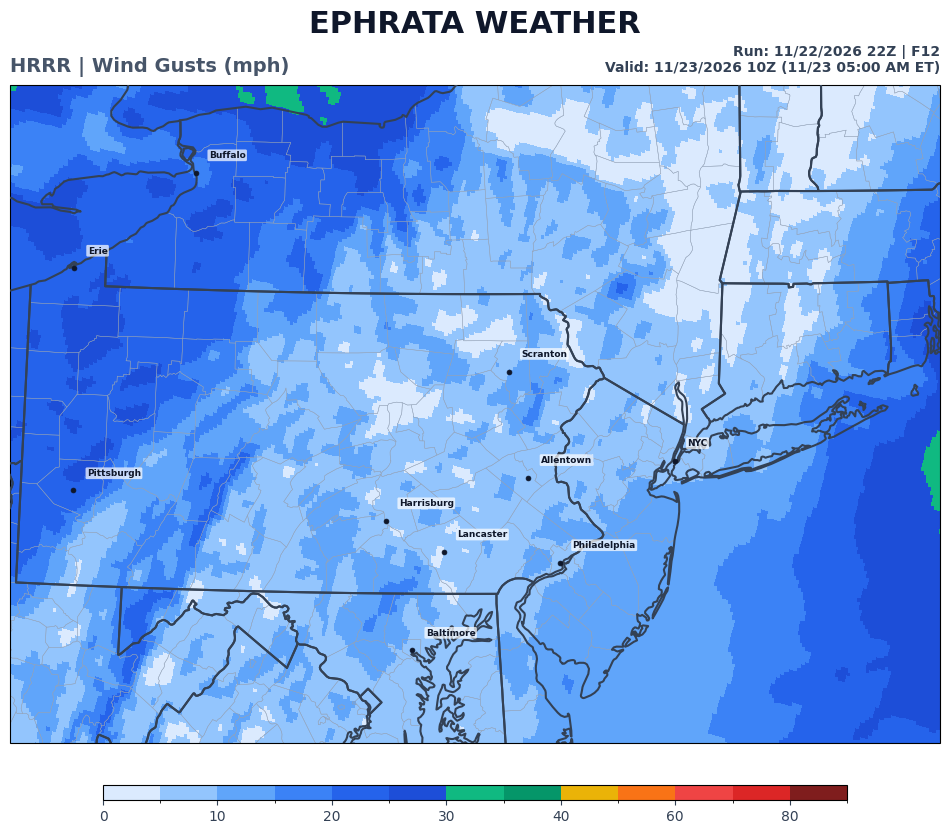 EPHRATA WEATHER
HRRR | Wind Gusts (mph)
Run: 11/22/2026 22Z | F12
Valid: 11/23/2026 10Z (11/23 05:00 AM ET)
Buffalo
Erie
Scranton
NYC
Allentown
Pittsburgh
Harrisburg
Lancaster
Philadelphia
Baltimore
0 10 20 30 40 60 80